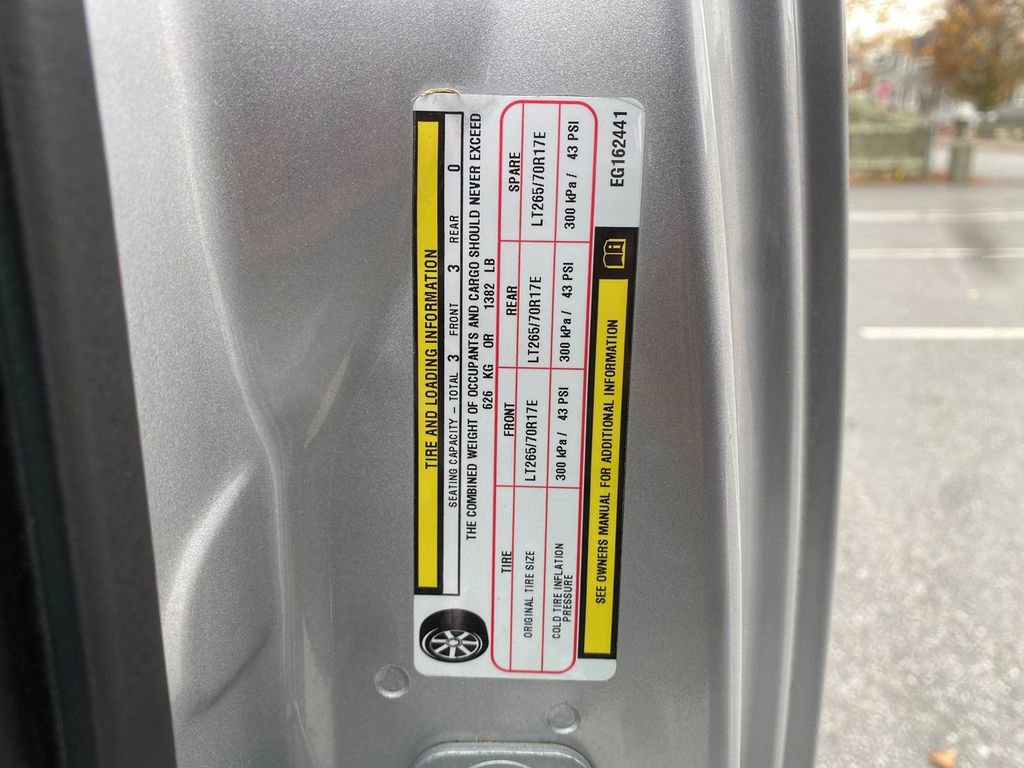 TIRE AND LOADING INFORMATION
SEATING CAPACITY – TOTAL 3 FRONT 3 REAR 0
THE COMBINED WEIGHT OF OCCUPANTS AND CARGO SHOULD NEVER EXCEED
626 KG OR 1382 LB
TIRE FRONT REAR SPARE
ORIGINAL TIRE SIZE LT265/70R17E LT265/70R17E LT265/70R17E
COLD TIRE INFLATION
PRESSURE 300 kPa / 43 PSI 300 kPa / 43 PSI 300 kPa / 43 PSI
SEE OWNERS MANUAL FOR ADDITIONAL INFORMATION
EG162441